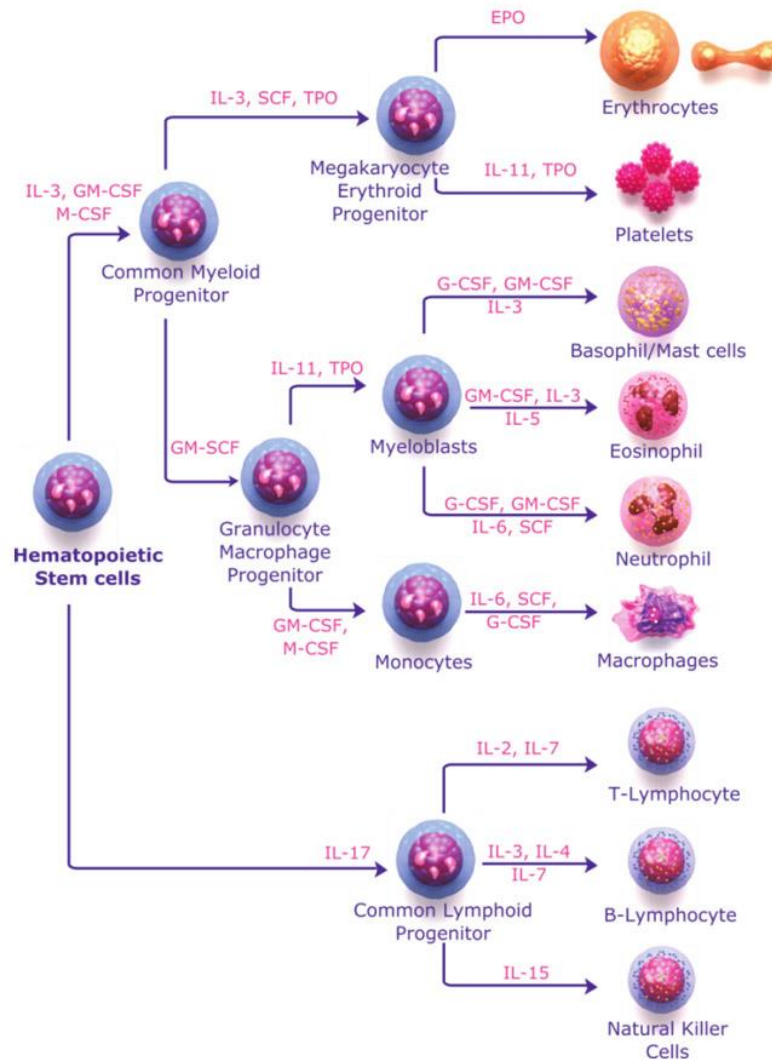 EPO
Erythrocytes
IL-3, SCF, TPO
Megakaryocyte
Erythroid
Progenitor
IL-11, TPO
Platelets
IL-3, GM-CSF
M-CSF
Common Myeloid
Progenitor
G-CSF, GM-CSF
IL-3
Basophil/Mast cells
IL-11, TPO
Myeloblasts
GM-CSF, IL-3
IL-5
Eosinophil
GM-SCF
Granulocyte
Macrophage
Progenitor
G-CSF, GM-CSF
IL-6, SCF
Neutrophil
Hematopoietic
Stem cells
GM-CSF,
M-CSF
Monocytes
IL-6, SCF,
G-CSF
Macrophages
IL-2, IL-7
T-Lymphocyte
IL-17
Common Lymphoid
Progenitor
IL-3, IL-4
IL-7
B-Lymphocyte
IL-15
Natural Killer
Cells